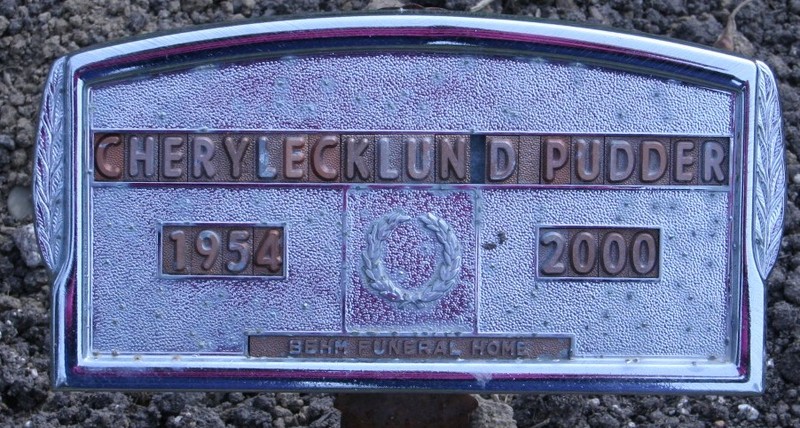 CHERYLECKLUN D PUDDER
1954 2000
BEHM FUNERAL HOME